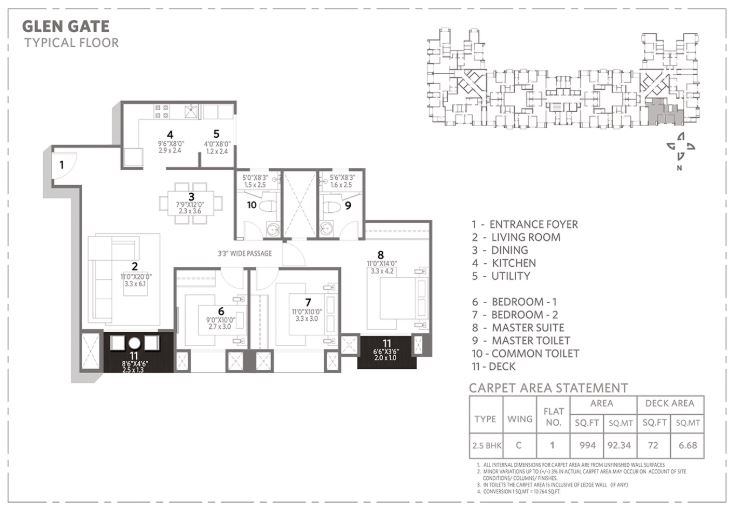 GLEN GATE
TYPICAL FLOOR
4
9'6"X8'0"
2.9 x 2.4
5
4'0"X8'0"
1.2 x 2.4
1
3
7'9"X12'0"
2.3 x 3.6
5'0"X8'3"
1.5 x 2.5
10
5'6"X8'3"
1.6 x 2.5
9
2
11'0"X20'0"
3.3 x 6.1
3'3" WIDE PASSAGE
8
11'0"X14'0"
3.3 x 4.2
6
9'0"X10'0"
2.7 x 3.0
7
11'0"X10'0"
3.3 x 3.0
11
8'6"X4'6"
2.5 x 1.3
11
6'6"X3'6"
2.0 x 1.0
N
1 - ENTRANCE FOYER
2 - LIVING ROOM
3 - DINING
4 - KITCHEN
5 - UTILITY
6 - BEDROOM - 1
7 - BEDROOM - 2
8 - MASTER SUITE
9 - MASTER TOILET
10 - COMMON TOILET
11 - DECK
CARPET AREA STATEMENT
TYPE WING FLAT NO. AREA DECK AREA
SQ.FT SQ.MT SQ.FT SQ.MT
2.5 BHK C 1 994 92.34 72 6.68
1. ALL INTERNAL DIMENSIONS FOR CARPET AREA ARE FROM UNFINISHED WALL SURFACES
2. MINOR VARIATIONS UP TO (+/-) 3% IN ACTUAL CARPET AREA MAY OCCUR ON ACCOUNT OF SITE
CONDITIONS/ COLUMNS/ FINISHES.
3. IN TOILETS THE CARPET AREA IS INCLUSIVE OF LEDGE WALL (IF ANY)
4. CONVERSION 1 SQ.MT = 10.764 SQ.FT.